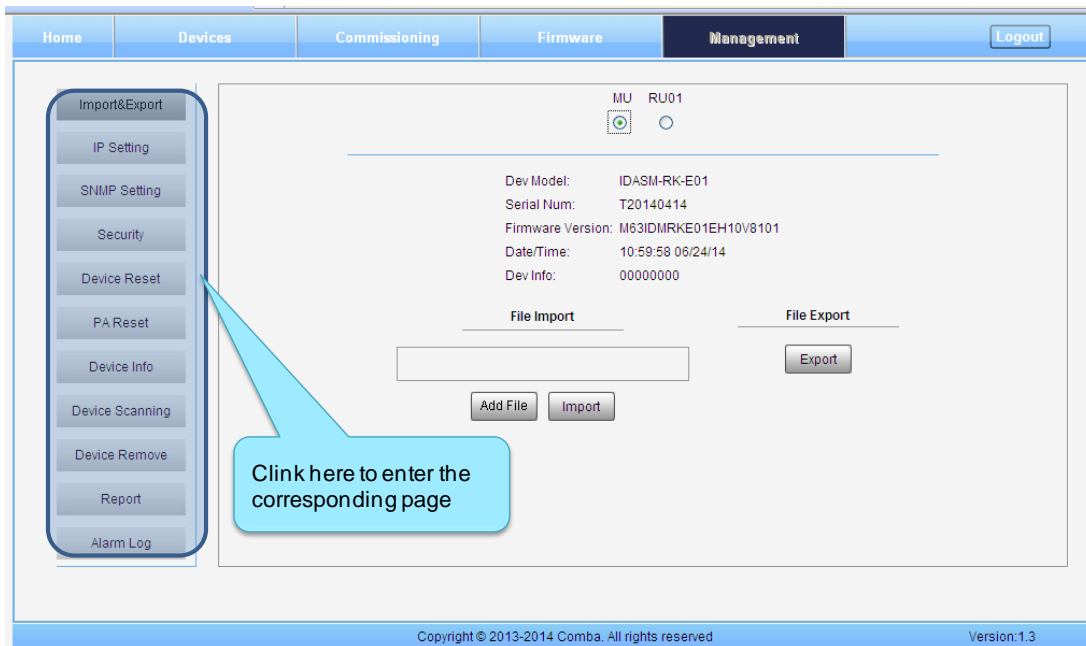 Home Devices Commissioning Firmware Management Logout
Import&Export
IP Setting
SNMP Setting
Security
Device Reset
PA Reset
Device Info
Device Scanning
Device Remove
Report
Alarm Log
MU RU01
Dev Model: IDASM-RK-E01
Serial Num: T20140414
Firmware Version: M63IDMRKE01EH10V8101
Date/Time: 10:59:58 06/24/14
Dev Info: 00000000
File Import File Export
Export
Add File Import
Clink here to enter the
corresponding page
Copyright © 2013-2014 Comba. All rights reserved Version:1.3